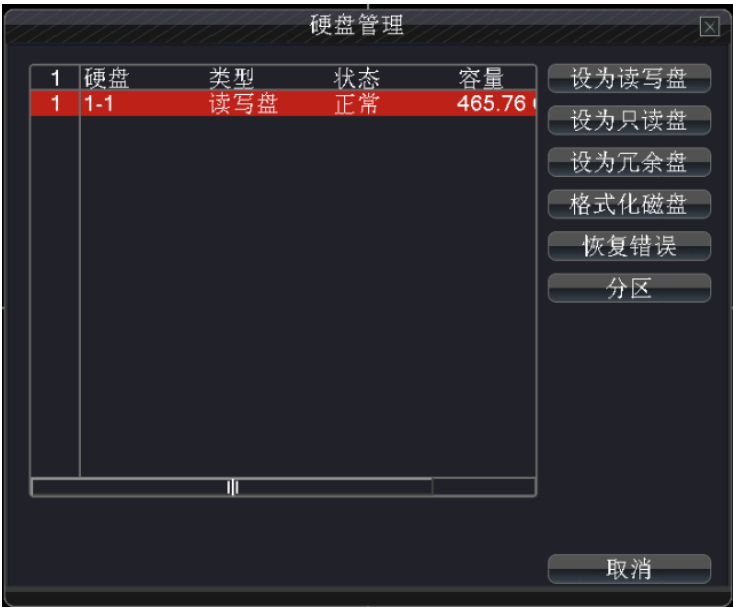 硬盘管理
1 硬盘 类型 状态 容量
1 1-1 读写盘 正常 465.76
设为读写盘
设为只读盘
设为冗余盘
格式化磁盘
恢复错误
分区
取消